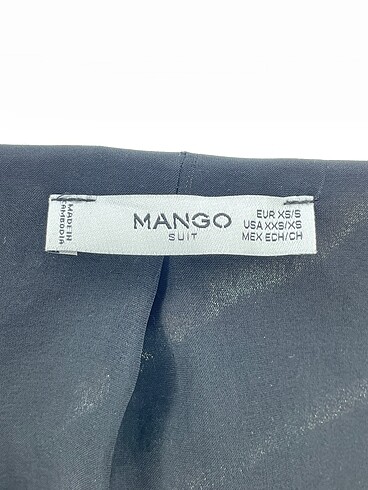 MADE IN
CAMBODIA
MANGO
SUIT
EUR XS/S
USA XXS/XS
MEX ECH/CH